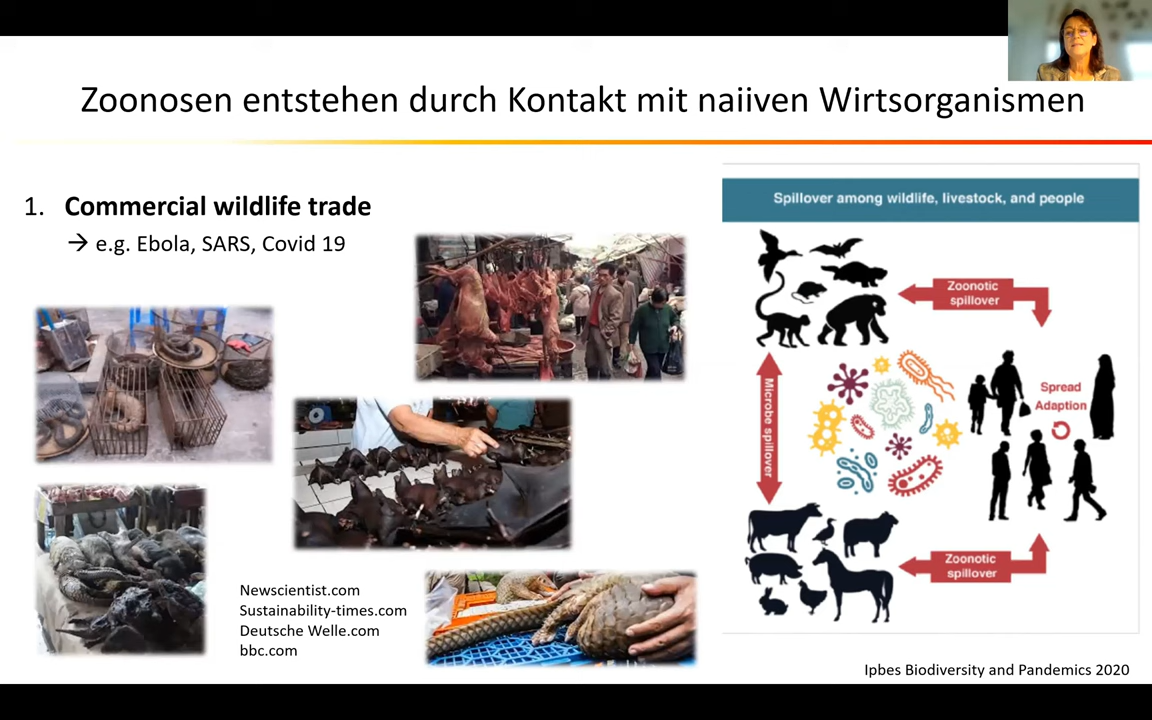 Zoonosen entstehen durch Kontakt mit naiiven Wirtsorganismen
1. Commercial wildlife trade
→ e.g. Ebola, SARS, Covid 19
Newscientist.com
Sustainability-times.com
Deutsche Welle.com
bbc.com
Spillover among wildlife, livestock, and people
Zoonotic
spillover
Microbe spillover
Spread
Adaption
Zoonotic
spillover
Ipbes Biodiversity and Pandemics 2020